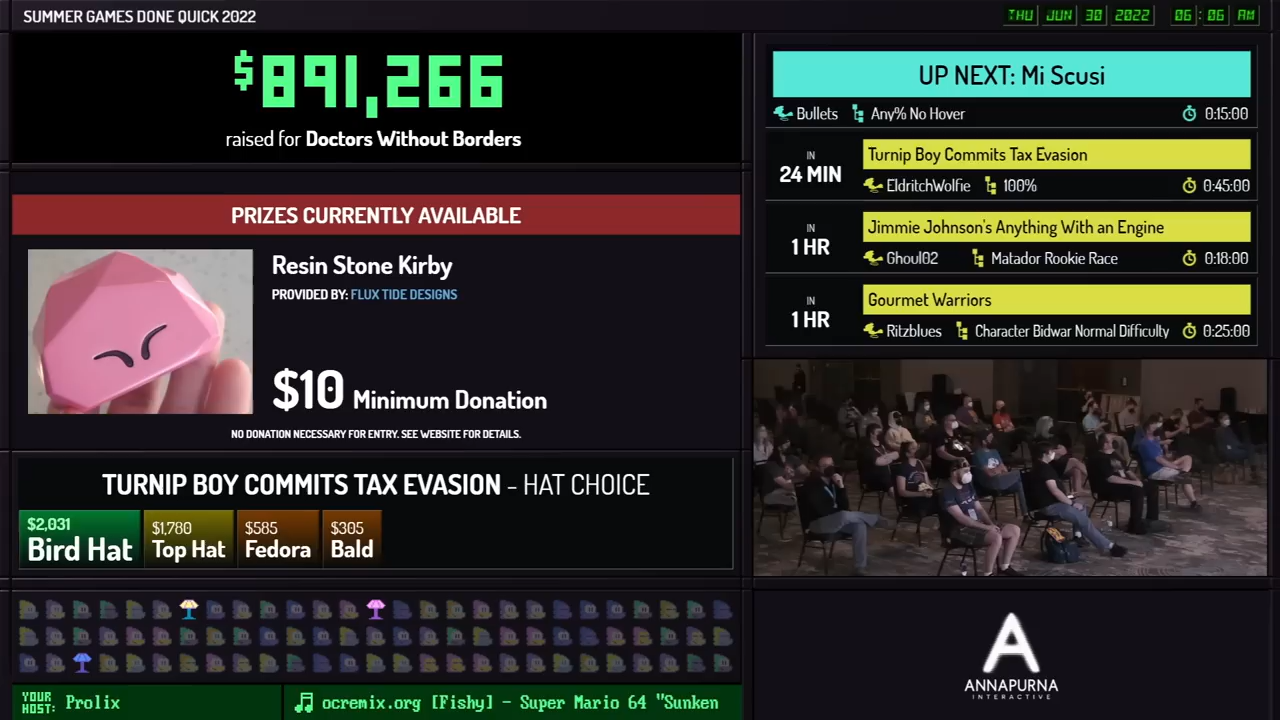 SUMMER GAMES DONE QUICK 2022
THU JUN 30 2022 06:06 AM
$891,266
raised for Doctors Without Borders
PRIZES CURRENTLY AVAILABLE
Resin Stone Kirby
PROVIDED BY: FLUX TIDE DESIGNS
$10 Minimum Donation
NO DONATION NECESSARY FOR ENTRY. SEE WEBSITE FOR DETAILS.
TURNIP BOY COMMITS TAX EVASION - HAT CHOICE
$2,031 $1,780 $585 $305
Bird Hat Top Hat Fedora Bald
YOUR HOST: Prolix
ocremix.org [Fishy] - Super Mario 64 "Sunken
UP NEXT: Mi Scusi
Bullets Any% No Hover 0:15:00
IN 24 MIN
Turnip Boy Commits Tax Evasion
EldritchWolfie 100% 0:45:00
IN 1 HR
Jimmie Johnson's Anything With an Engine
Ghoul02 Matador Rookie Race 0:18:00
IN 1 HR
Gourmet Warriors
Ritzblues Character Bidwar Normal Difficulty 0:25:00
ANNAPURNA
INTERACTIVE